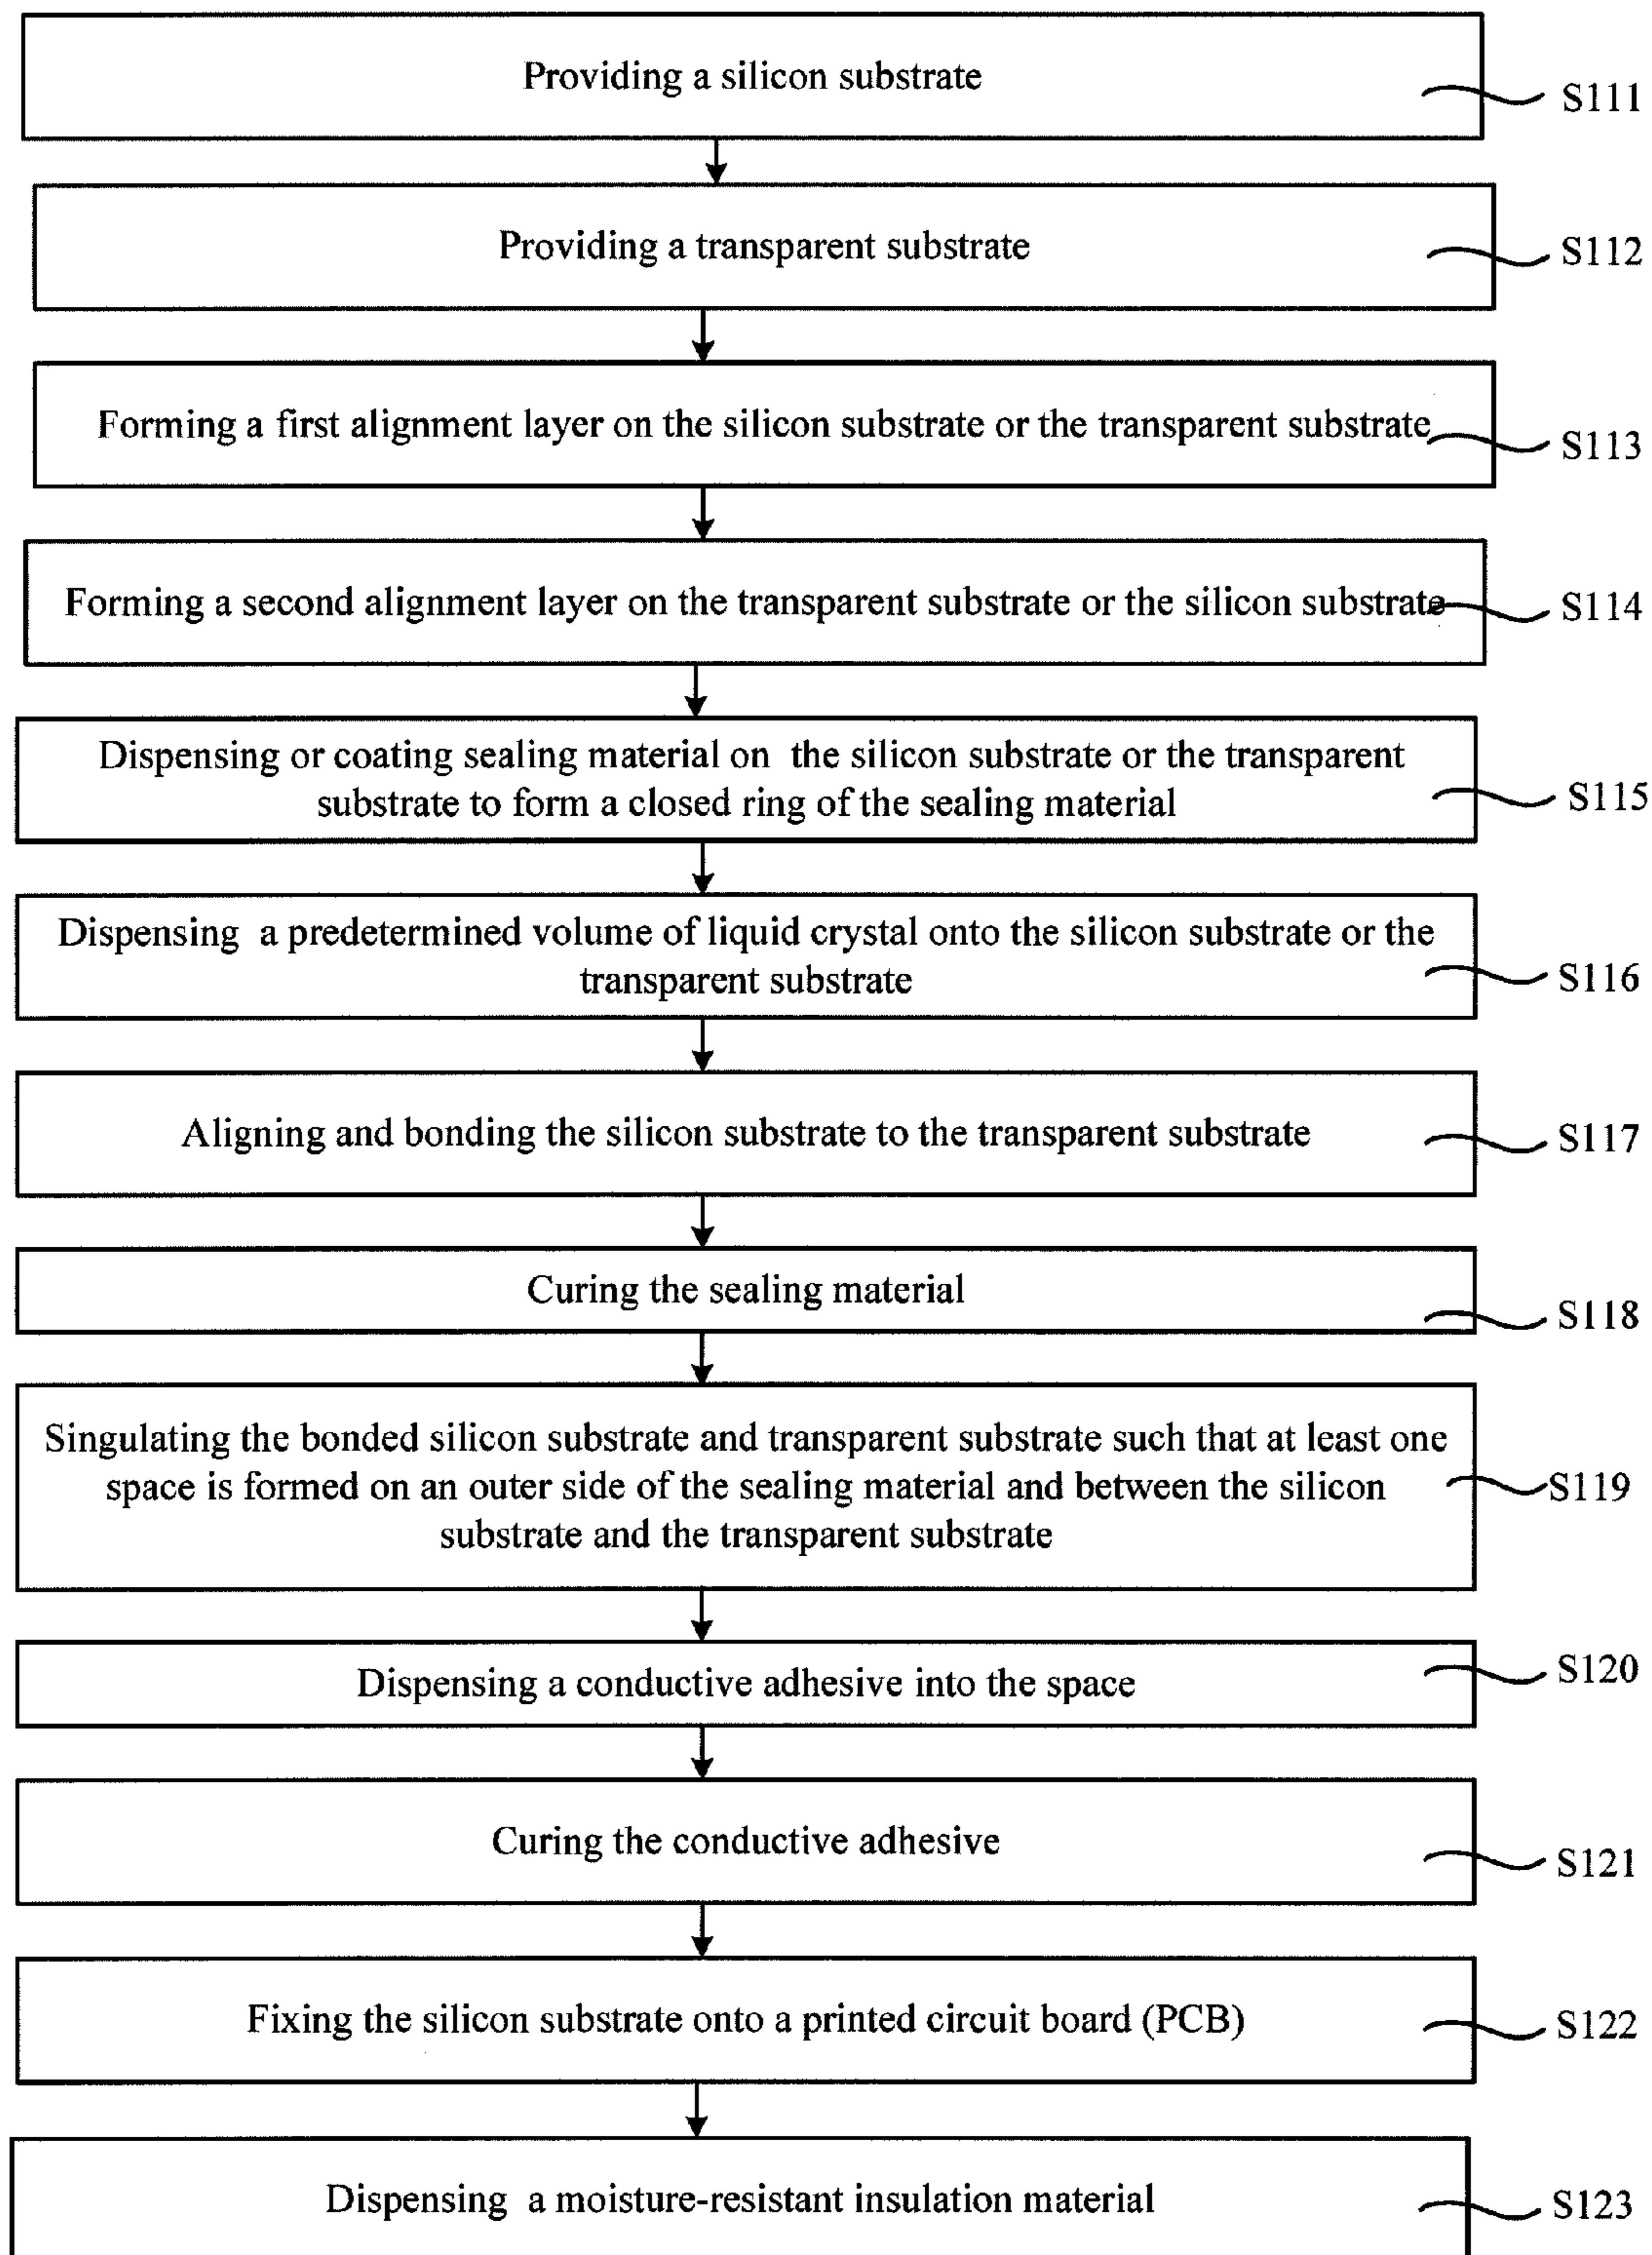 Providing a silicon substrate
S111
Providing a transparent substrate
S112
Forming a first alignment layer on the silicon substrate or the transparent substrate
S113
Forming a second alignment layer on the transparent substrate or the silicon substrate
S114
Dispensing or coating sealing material on the silicon substrate or the transparent
substrate to form a closed ring of the sealing material
S115
Dispensing a predetermined volume of liquid crystal onto the silicon substrate or the
transparent substrate
S116
Aligning and bonding the silicon substrate to the transparent substrate
S117
Curing the sealing material
S118
Singulating the bonded silicon substrate and transparent substrate such that at least one
space is formed on an outer side of the sealing material and between the silicon
substrate and the transparent substrate
S119
Dispensing a conductive adhesive into the space
S120
Curing the conductive adhesive
S121
Fixing the silicon substrate onto a printed circuit board (PCB)
S122
Dispensing a moisture-resistant insulation material
S123